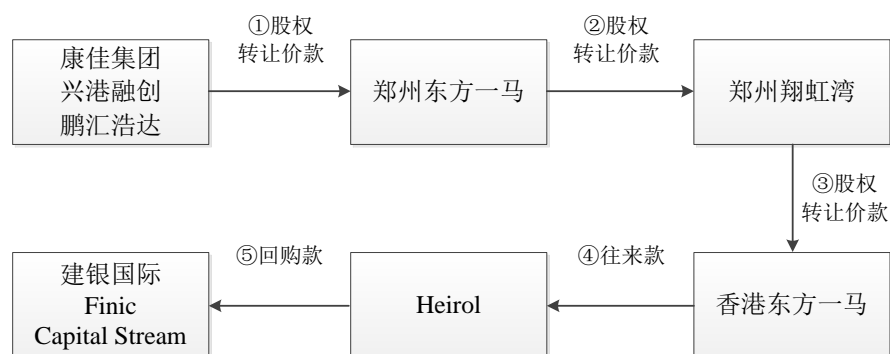 康佳集团
兴港融创
鹏汇浩达
①股权
转让价款
郑州东方一马
②股权
转让价款
郑州翔虹湾
③股权
转让价款
香港东方一马
④往来款
Heirol
⑤回购款
建银国际
Finic
Capital Stream